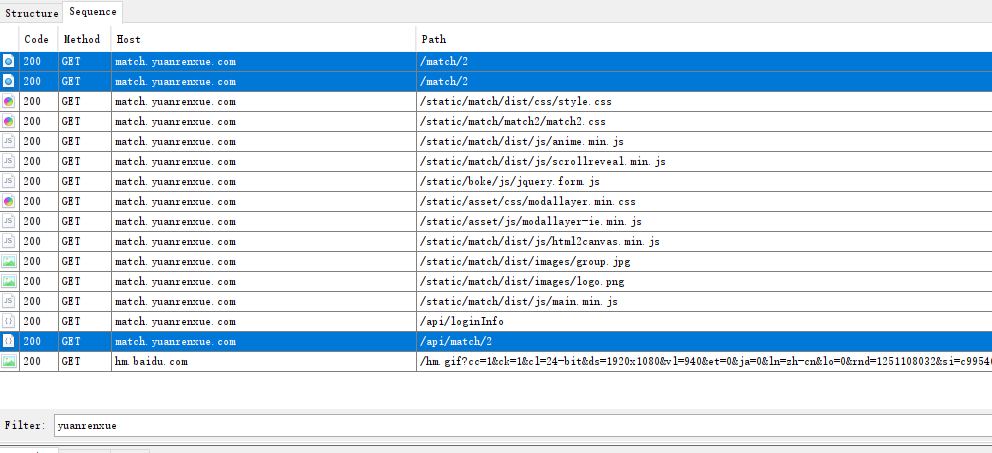 Structure Sequence
Code Method Host Path
200 GET match.yuanrenxue.com /match/2
200 GET match.yuanrenxue.com /match/2
200 GET match.yuanrenxue.com /static/match/dist/css/style.css
200 GET match.yuanrenxue.com /static/match/match2/match2.css
JS 200 GET match.yuanrenxue.com /static/match/dist/js/anime.min.js
JS 200 GET match.yuanrenxue.com /static/match/dist/js/scrollreveal.min.js
JS 200 GET match.yuanrenxue.com /static/boke/js/jquery.form.js
200 GET match.yuanrenxue.com /static/asset/css/modallayer.min.css
JS 200 GET match.yuanrenxue.com /static/asset/js/modallayer-ie.min.js
JS 200 GET match.yuanrenxue.com /static/match/dist/js/html2canvas.min.js
200 GET match.yuanrenxue.com /static/match/dist/images/group.jpg
200 GET match.yuanrenxue.com /static/match/dist/images/logo.png
JS 200 GET match.yuanrenxue.com /static/match/dist/js/main.min.js
{} 200 GET match.yuanrenxue.com /api/loginInfo
{} 200 GET match.yuanrenxue.com /api/match/2
200 GET hm.baidu.com /hm.gif?cc=1&ck=1&cl=24-bit&ds=1920x1080&vl=940&et=0&ja=0&ln=zh-cn&lo=0&rnd=1251108032&si=c9954
Filter: yuanrenxue